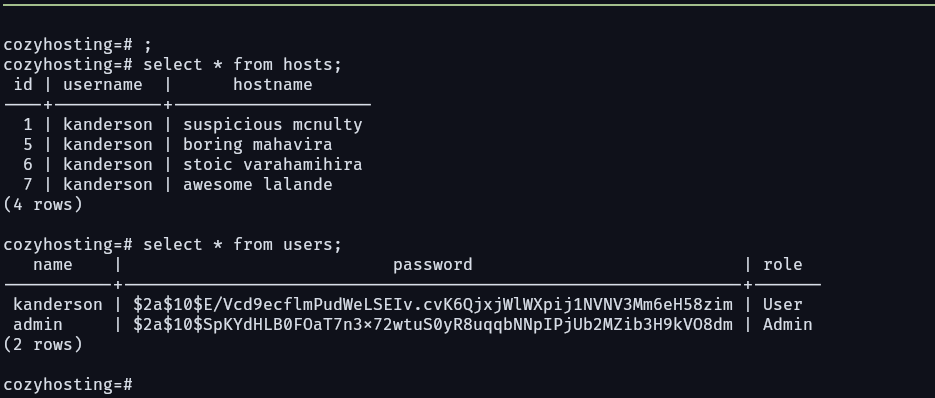 cozyhosting=# ;
cozyhosting=# select * from hosts;
id | username | hostname
----+-----------+--------------------
1 | kanderson | suspicious mcnulty
5 | kanderson | boring mahavira
6 | kanderson | stoic varahamihira
7 | kanderson | awesome lalande
(4 rows)
cozyhosting=# select * from users;
name | password | role
-----------+--------------------------------------------------------------+-------
kanderson | $2a$10$E/Vcd9ecflmPudWeLSEIv.cvK6QjxjWlWXpij1NVNV3Mm6eH58zim | User
admin | $2a$10$SpKYdHLB0FOaT7n3x72wtuS0yR8uqqbNNpIPjUb2MZib3H9kVO8dm | Admin
(2 rows)
cozyhosting=#